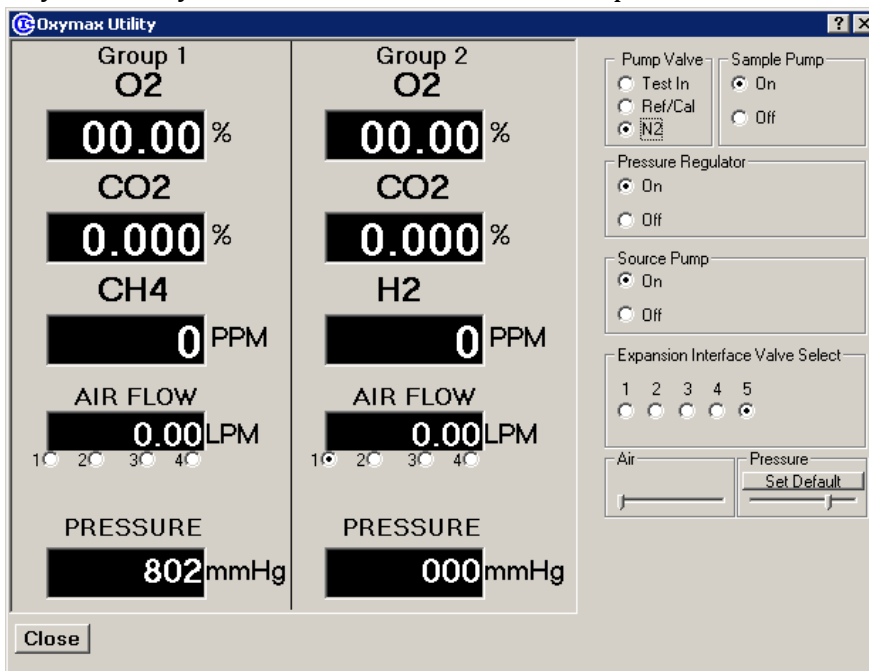 Oxymax Utility
Group 1
O2
00.00 %
CO2
0.000 %
CH4
0 PPM
AIR FLOW
0.00 LPM
1 2 3 4
PRESSURE
802 mmHg
Group 2
O2
00.00 %
CO2
0.000 %
H2
0 PPM
AIR FLOW
0.00 LPM
1 2 3 4
PRESSURE
000 mmHg
Pump Valve
Test In
Ref/Cal
N2
Sample Pump
On
Off
Pressure Regulator
On
Off
Source Pump
On
Off
Expansion Interface Valve Select
1 2 3 4 5
Air
Pressure
Set Default
Close